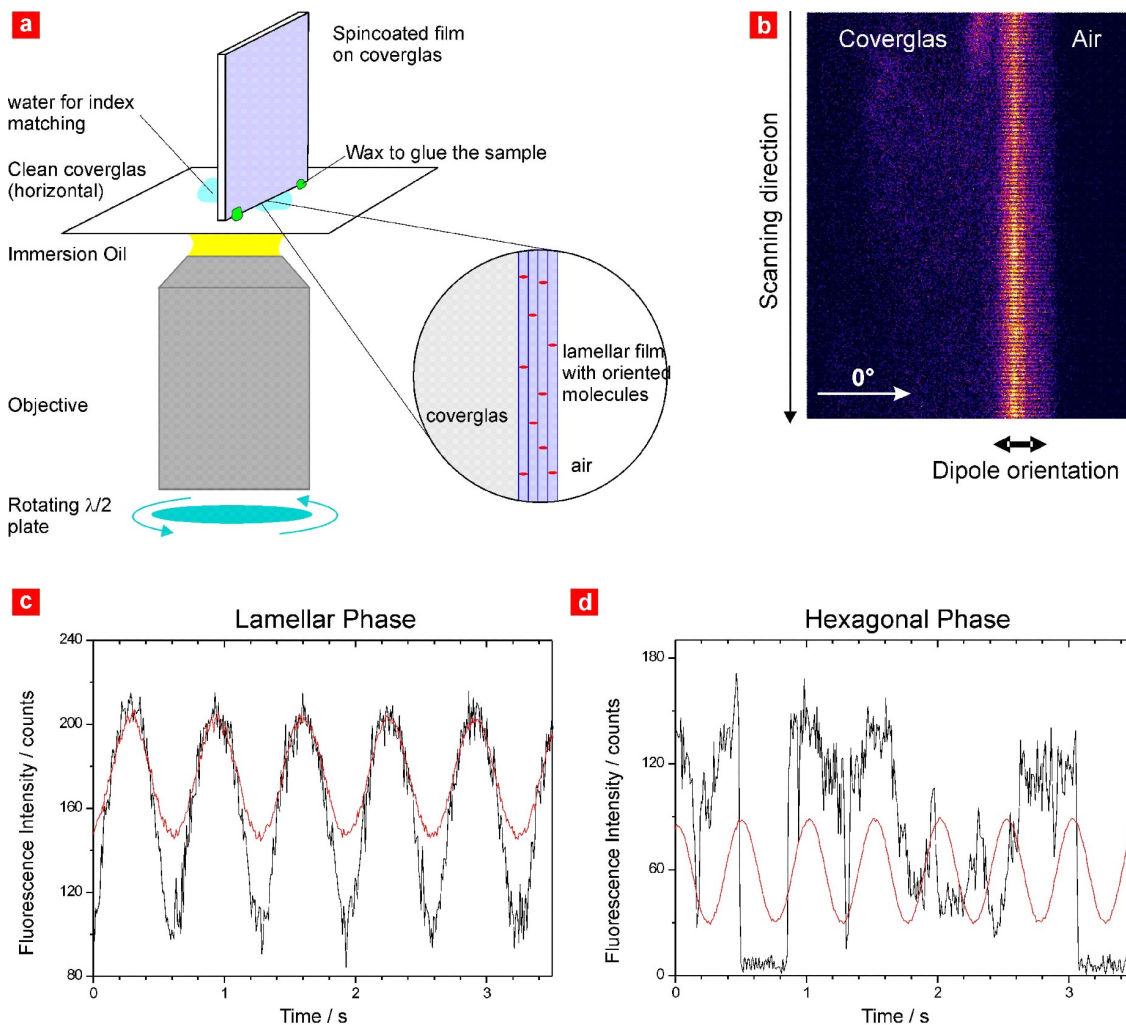 a
Spincoated film
on coverglas
water for index
matching
Clean coverglas
(horizontal)
Wax to glue the sample
Immersion Oil
lamellar film
with oriented
molecules
coverglas
air
Objective
Rotating λ/2
plate
b
Coverglas
Air
Scanning direction
0°
Dipole orientation
c
Lamellar Phase
240
200
160
120
80
Fluorescence Intensity / counts
0
1
2
3
Time / s
d
Hexagonal Phase
180
120
60
0
Fluorescence Intensity / counts
0
1
2
3
Time / s